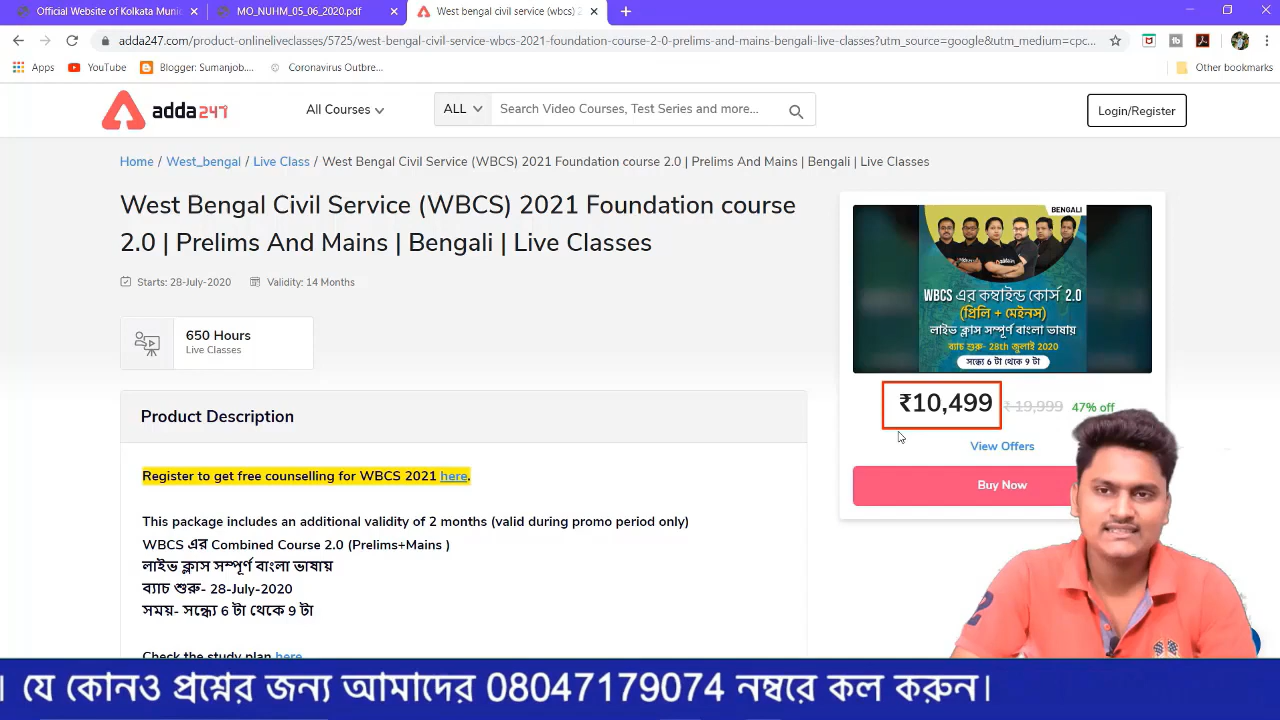 Official Website of Kolkata Munic
MO_NUHM_05_06_2020.pdf
West bengal civil service (wbcs) 2
adda247.com/product-onlineliveclasses/5725/west-bengal-civil-service-wbcs-2021-foundation-course-2-0-prelims-and-mains-bengali-live-classes?utm_source=google&utm_medium=cpc...
Apps
YouTube
Blogger: Sumanjob....
Coronavirus Outbre...
Other bookmarks
adda247
All Courses
ALL
Search Video Courses, Test Series and more...
Login/Register
Home / West_bengal / Live Class / West Bengal Civil Service (WBCS) 2021 Foundation course 2.0 | Prelims And Mains | Bengali | Live Classes
West Bengal Civil Service (WBCS) 2021 Foundation course
2.0 | Prelims And Mains | Bengali | Live Classes
Starts: 28-July-2020
Validity: 14 Months
650 Hours
Live Classes
BENGALI
WBCS এর কম্বাইন্ড কোর্স 2.0
(প্রিলি + মেইনস)
লাইভ ক্লাস সম্পূর্ণ বাংলা ভাষায়
ব্যাচ শুরু- 28th জুলাই 2020
সন্ধ্যে 6 টা থেকে 9 টা
₹10,499 ₹ 19,999 47% off
View Offers
Buy Now
Product Description
Register to get free counselling for WBCS 2021 here.
This package includes an additional validity of 2 months (valid during promo period only)
WBCS এর Combined Course 2.0 (Prelims+Mains )
লাইভ ক্লাস সম্পূর্ণ বাংলা ভাষায়
ব্যাচ শুরু- 28-July-2020
সময়- সন্ধ্যে 6 টা থেকে 9 টা
Check the study plan here
। যে কোনও প্রশ্নের জন্য আমাদের 08047179074 নম্বরে কল করুন।